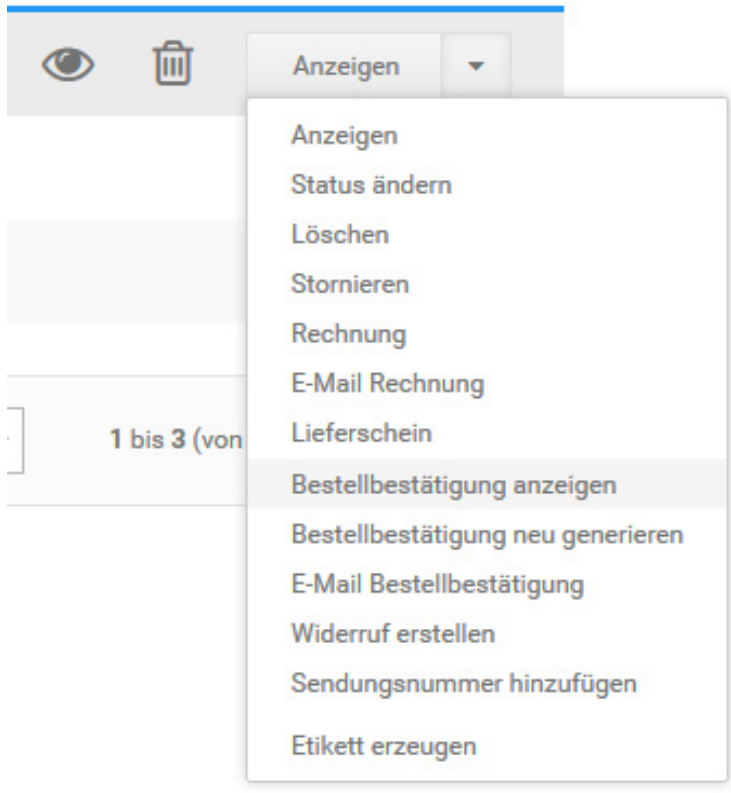 Anzeigen
Anzeigen
Status ändern
Löschen
Stornieren
Rechnung
E-Mail Rechnung
Lieferschein
1 bis 3 (von
Bestellbestätigung anzeigen
Bestellbestätigung neu generieren
E-Mail Bestellbestätigung
Widerruf erstellen
Sendungsnummer hinzufügen
Etikett erzeugen